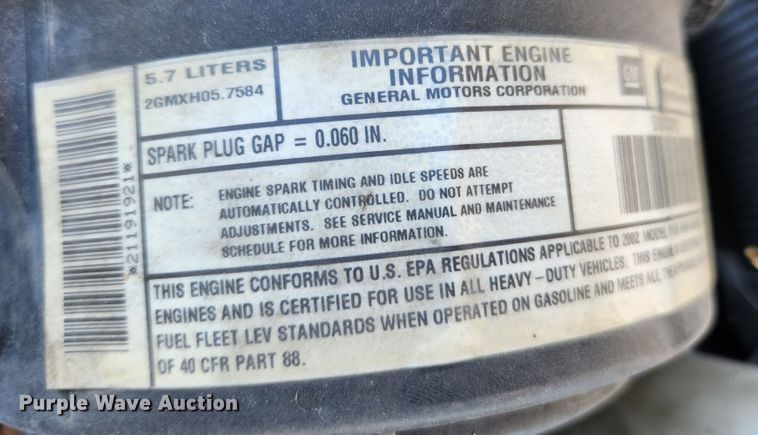 5.7 LITERS
2GMXH05.7584
IMPORTANT ENGINE
INFORMATION
GENERAL MOTORS CORPORATION
GM
SPARK PLUG GAP = 0.060 IN.
NOTE: ENGINE SPARK TIMING AND IDLE SPEEDS ARE
AUTOMATICALLY CONTROLLED. DO NOT ATTEMPT
ADJUSTMENTS. SEE SERVICE MANUAL AND MAINTENANCE
SCHEDULE FOR MORE INFORMATION.
THIS ENGINE CONFORMS TO U.S. EPA REGULATIONS APPLICABLE TO 2002 MODEL
ENGINES AND IS CERTIFIED FOR USE IN ALL HEAVY-DUTY VEHICLES. THIS ENGINE
FUEL FLEET LEV STANDARDS WHEN OPERATED ON GASOLINE AND MEETS ALL THE
OF 40 CFR PART 88.
*21191921*
Purple Wave Auction